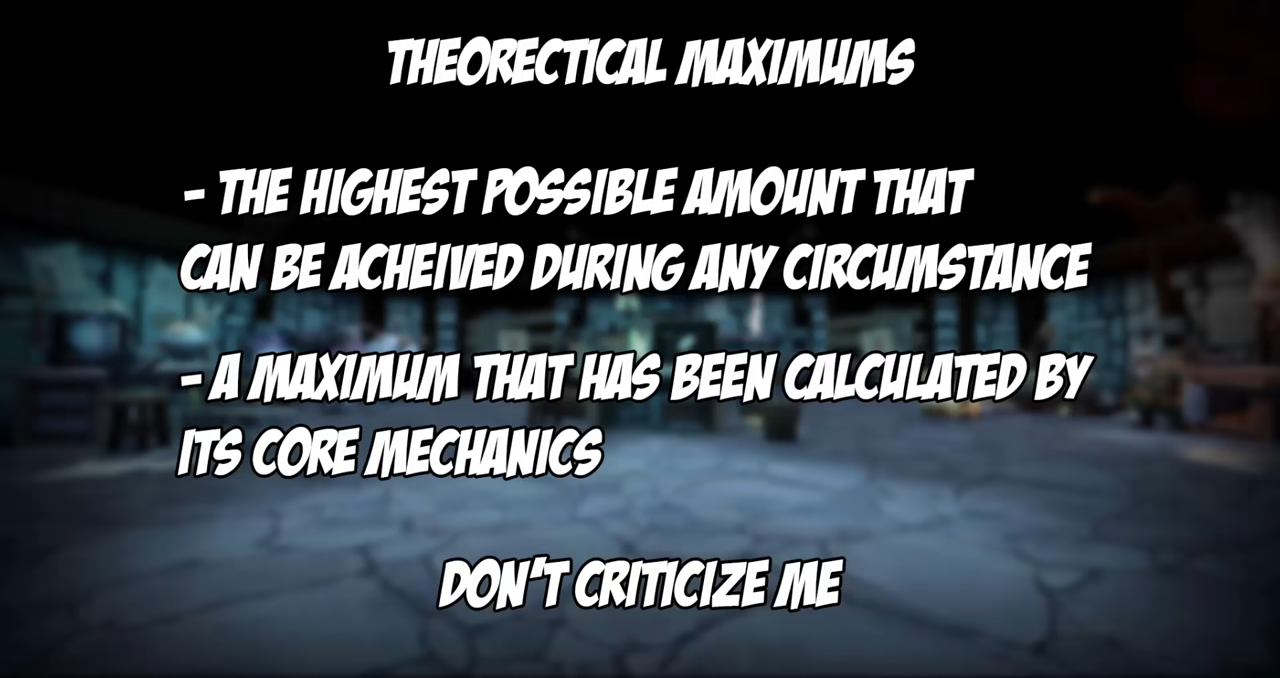 THEORECTICAL MAXIMUMS
- THE HIGHEST POSSIBLE AMOUNT THAT
CAN BE ACHEIVED DURING ANY CIRCUMSTANCE
- A MAXIMUM THAT HAS BEEN CALCULATED BY
ITS CORE MECHANICS
DON'T CRITICIZE ME